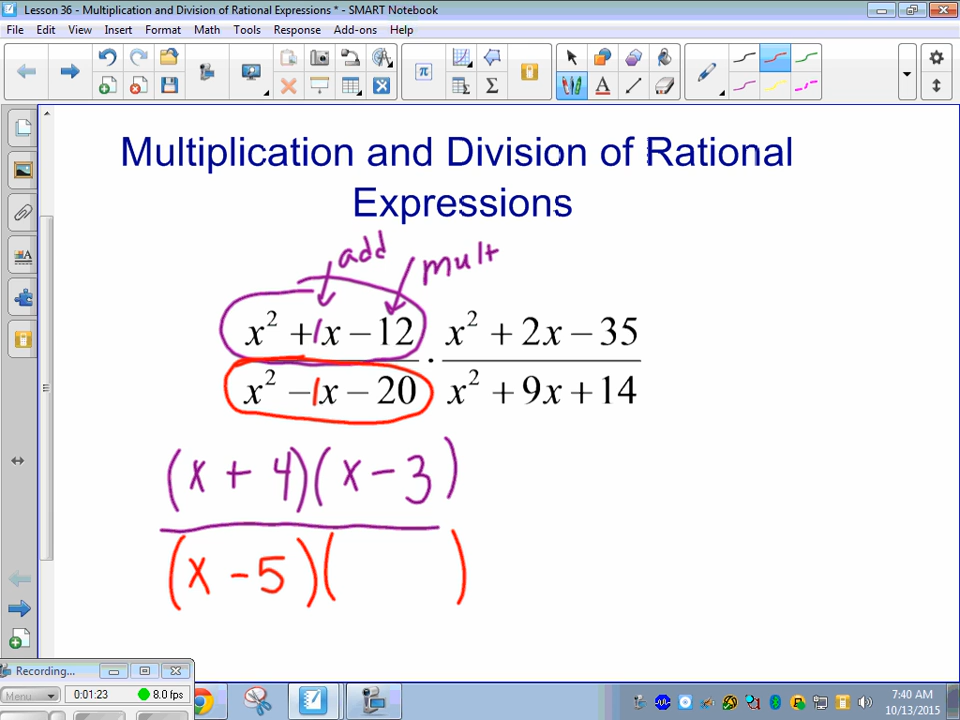 Lesson 36 - Multiplication and Division of Rational Expressions * - SMART Notebook
File Edit View Insert Format Math Tools Response Add-ons Help
Multiplication and Division of Rational
Expressions
add mult
x² +1x − 12 x² + 2x − 35
·
x² −1x − 20 x² + 9x + 14
(x + 4)(x − 3)
(x − 5)( )
Recording...
Menu 0:01:23 8.0 fps
7:40 AM
10/13/2015